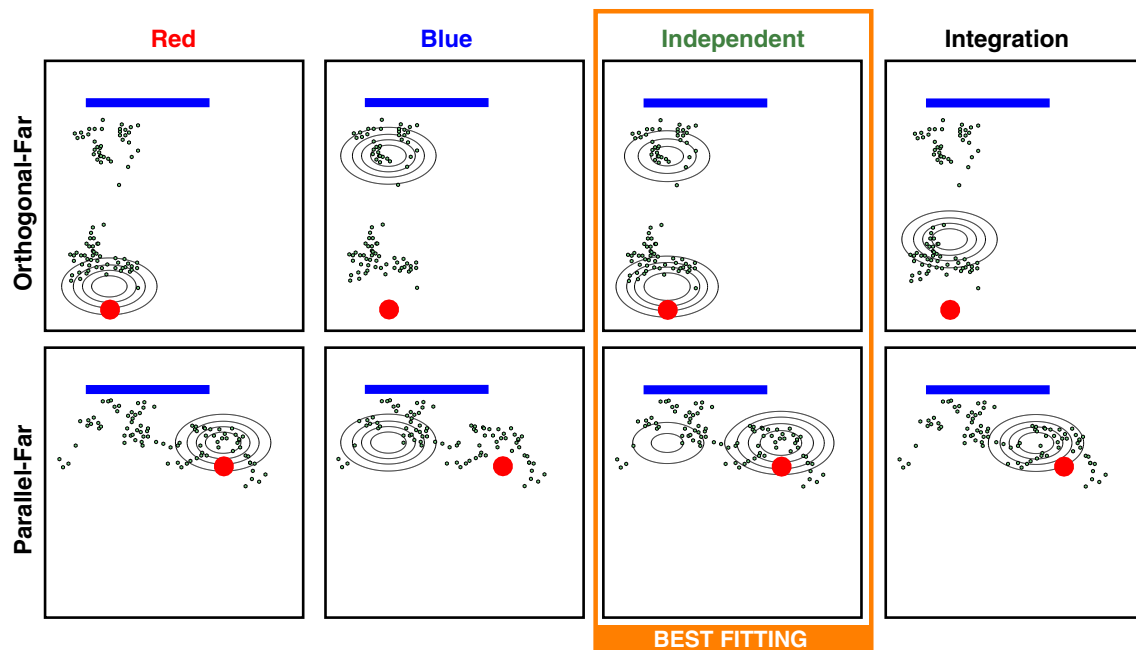 Red
Blue
Independent
Integration
Orthogonal-Far
Parallel-Far
BEST FITTING